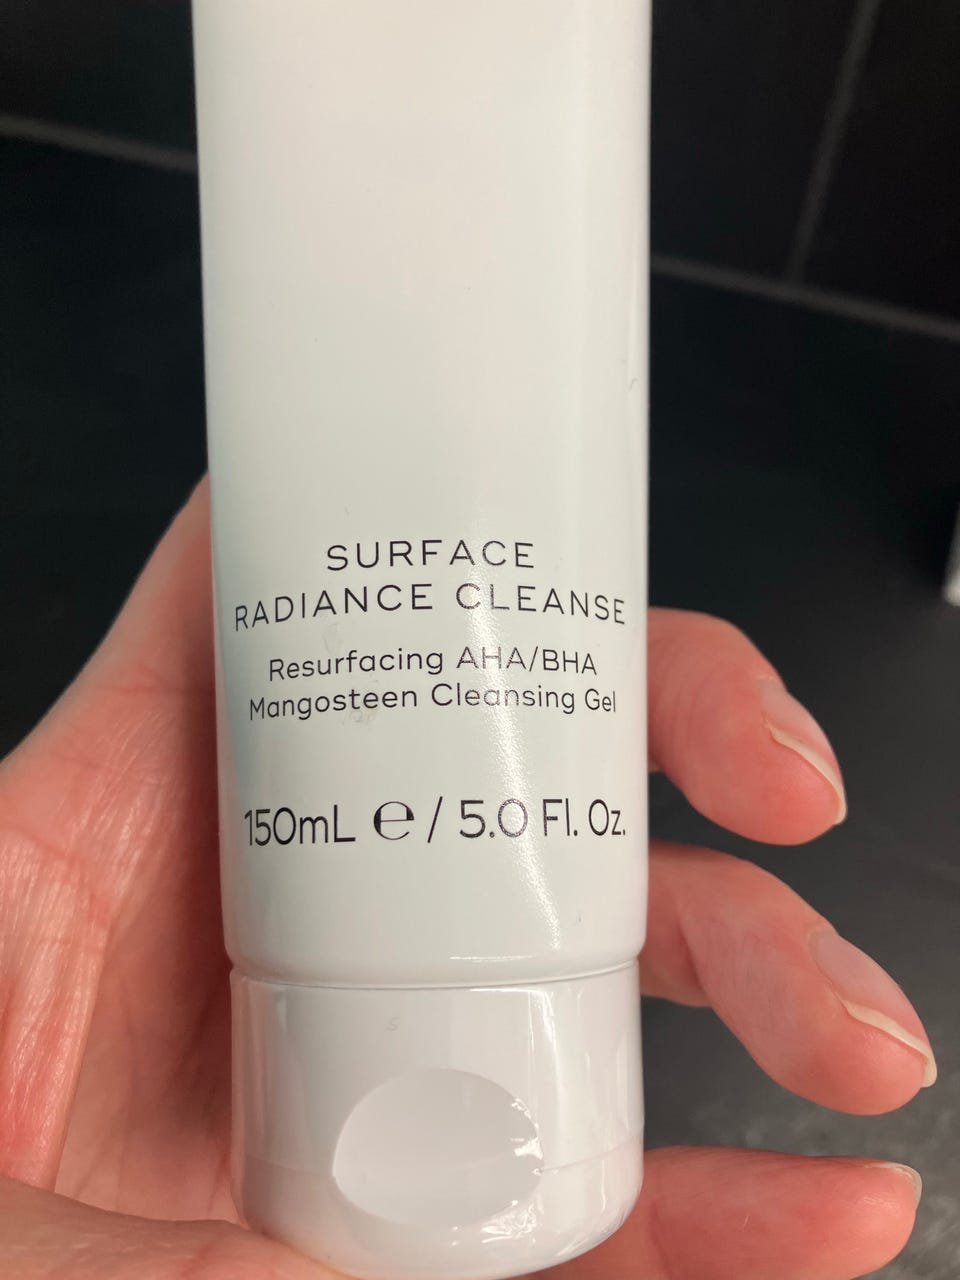 SURFACE
RADIANCE CLEANSE
Resurfacing AHA/BHA
Mangosteen Cleansing Gel
150mL ℮ / 5.0 Fl. Oz.